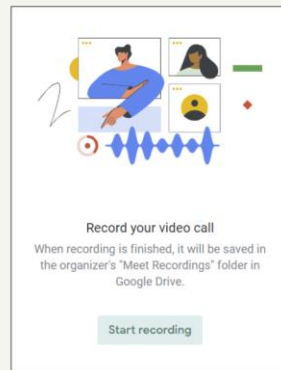 Record your video call
When recording is finished, it will be saved in
the organizer's "Meet Recordings" folder in
Google Drive.
Start recording